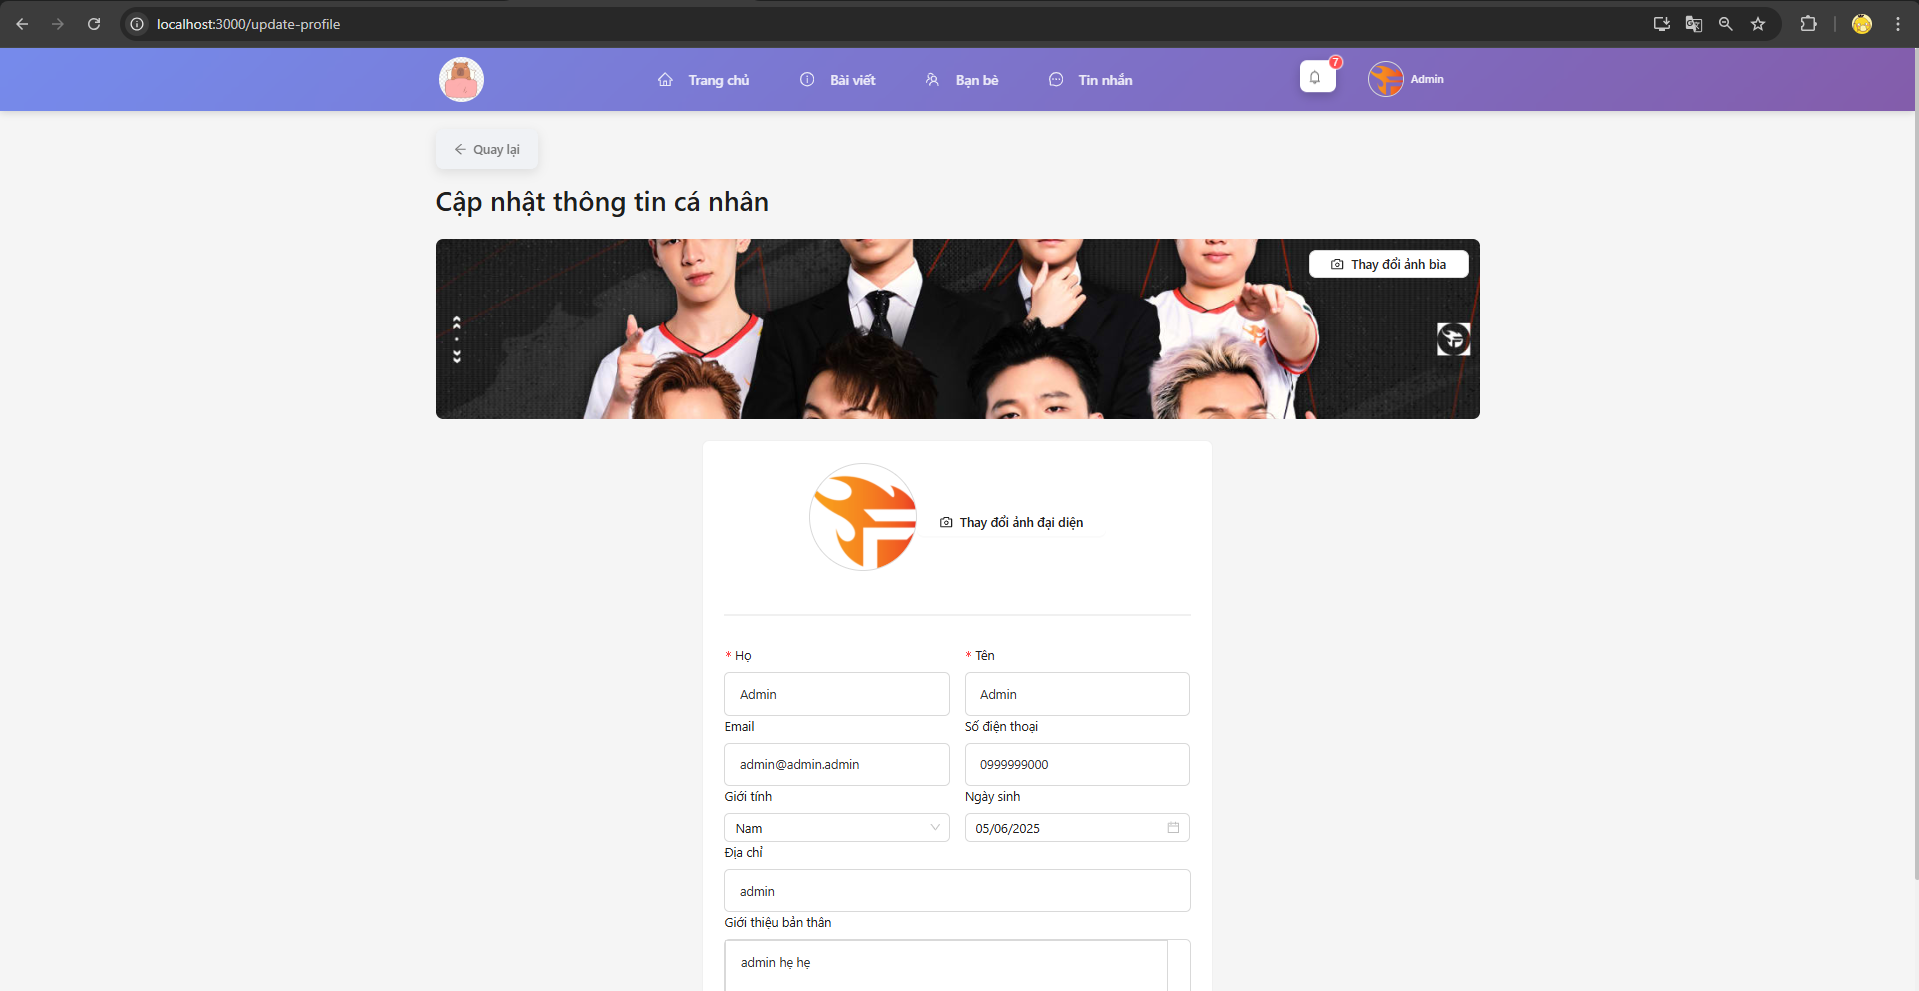 localhost:3000/update-profile
Trang chủ
Bài viết
Bạn bè
Tin nhắn
7
Admin
Quay lại
Cập nhật thông tin cá nhân
Thay đổi ảnh bìa
Thay đổi ảnh đại diện
* Họ
* Tên
Admin
Admin
Email
Số điện thoại
admin@admin.admin
0999999000
Giới tính
Ngày sinh
Nam
05/06/2025
Địa chỉ
admin
Giới thiệu bản thân
admin hẹ hẹ